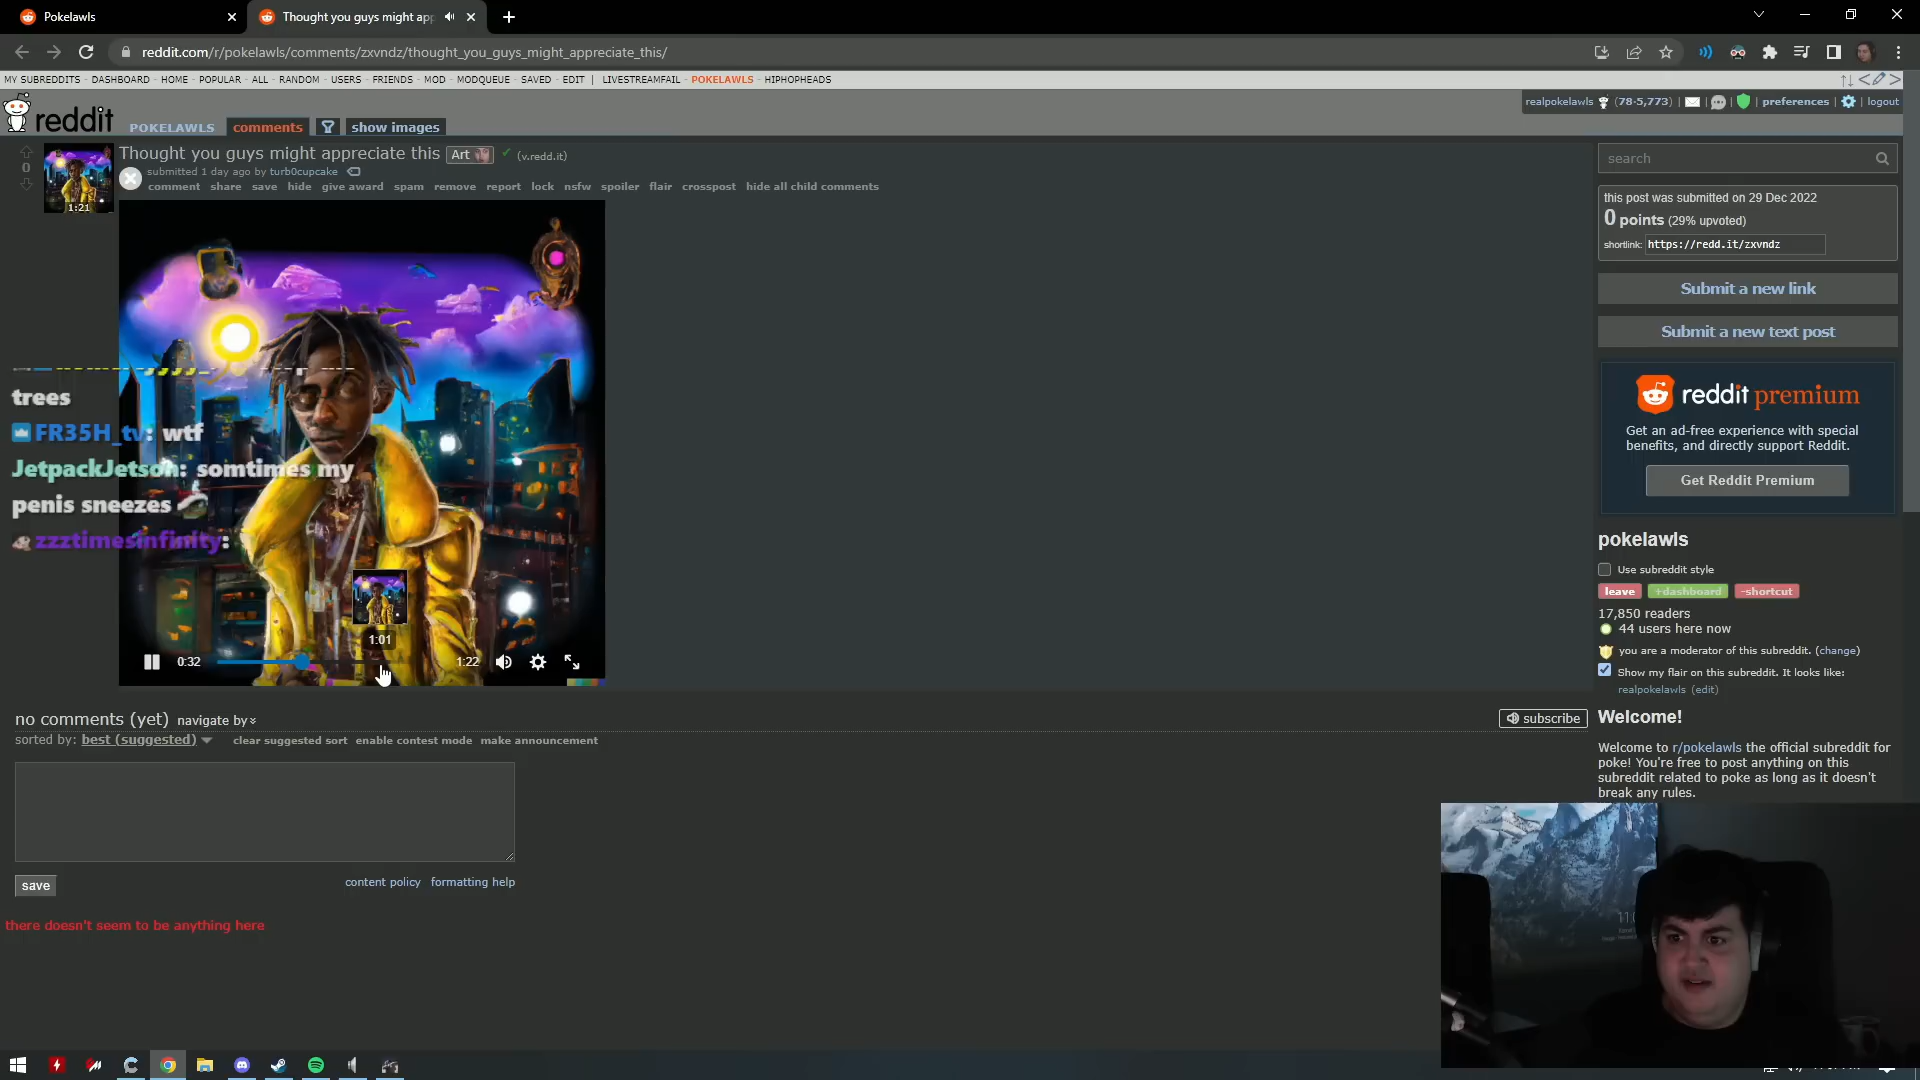 Pokelawls
Thought you guys might app
reddit.com/r/pokelawls/comments/zxvndz/thought_you_guys_might_appreciate_this/
MY SUBREDDITS - DASHBOARD - HOME - POPULAR - ALL - RANDOM - USERS - FRIENDS - MOD - MODQUEUE - SAVED - EDIT | LIVESTREAMFAIL - POKELAWLS - HIPHOPHEADS
realpokelawls (78·5,773) | | | | preferences | | logout
reddit POKELAWLS comments show images
Thought you guys might appreciate this Art (v.redd.it)
0
submitted 1 day ago by turb0cupcake
comment share save hide give award spam remove report lock nsfw spoiler flair crosspost hide all child comments
1:21
trees
FR35H_tv: wtf
JetpackJetson: somtimes my
penis sneezes
zzztimesinfinity:
1:01
0:32
1:22
no comments (yet) navigate by
sorted by: best (suggested) clear suggested sort enable contest mode make announcement
subscribe
save
content policy formatting help
there doesn't seem to be anything here
search
this post was submitted on 29 Dec 2022
0 points (29% upvoted)
shortlink: https://redd.it/zxvndz
Submit a new link
Submit a new text post
reddit premium
Get an ad-free experience with special
benefits, and directly support Reddit.
Get Reddit Premium
pokelawls
Use subreddit style
leave +dashboard -shortcut
17,850 readers
44 users here now
you are a moderator of this subreddit. (change)
Show my flair on this subreddit. It looks like:
realpokelawls (edit)
Welcome!
Welcome to r/pokelawls the official subreddit for
poke! You're free to post anything on this
subreddit related to poke as long as it doesn't
break any rules.